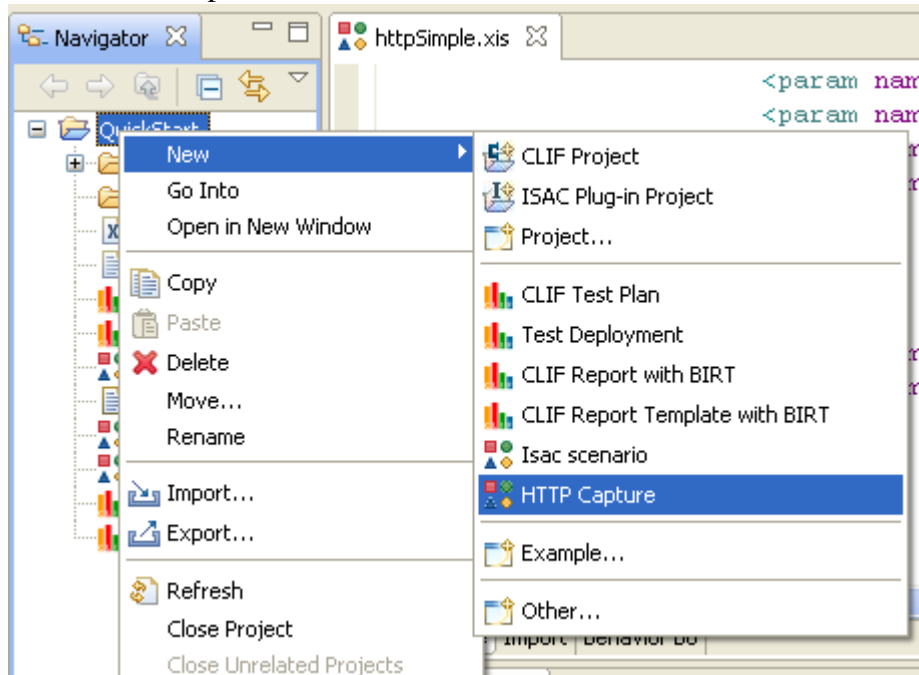 Navigator
httpSimple.xis
<param nam
<param nam
QuickStart
New
Go Into
Open in New Window
Copy
Paste
Delete
Move...
Rename
Import...
Export...
Refresh
Close Project
Close Unrelated Projects
CLIF Project
ISAC Plug-in Project
Project...
CLIF Test Plan
Test Deployment
CLIF Report with BIRT
CLIF Report Template with BIRT
Isac scenario
HTTP Capture
Example...
Other...
Import